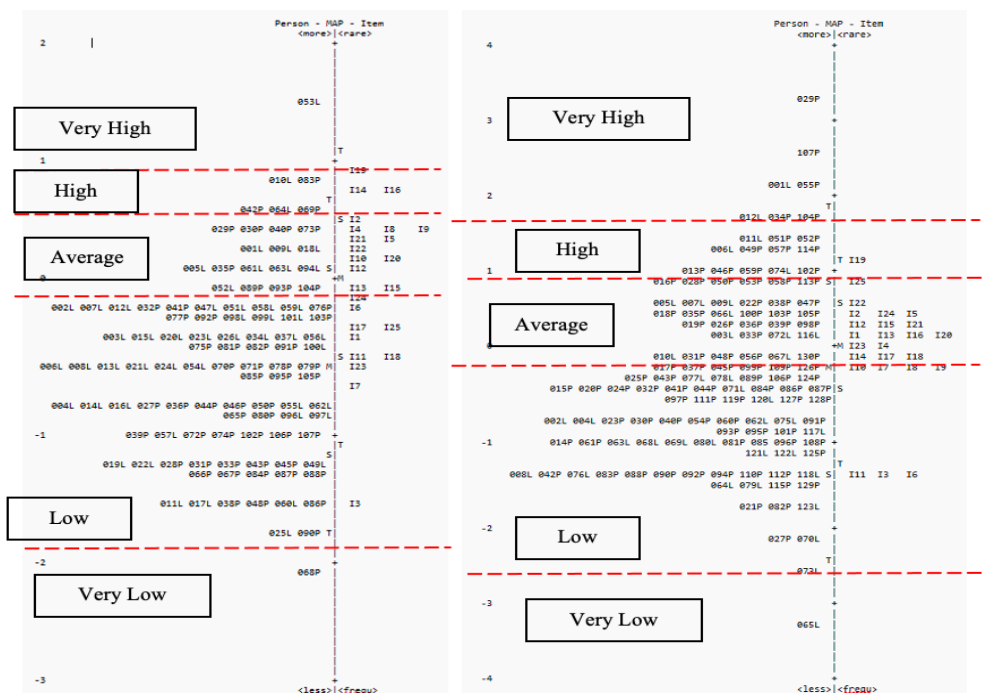 Person - MAP - Item
<more>|<rare>
2
053L
Very High
T
1
I19
010L 083P
High
I14 I16
T
042P 064L 069P
S I2
029P 030P 040P 073P I4 I8 I9
I21 I5
Average
001L 009L 018L I22
I10 I20
005L 035P 061L 063L 094L S I12
0 M
052L 089P 093P 104P I13 I15
I24
002L 007L 012L 032P 041P 047L 051L 058L 059L 076P I6
077P 092P 098L 099L 101L 103P
I17 I25
003L 015L 020L 023L 026L 034L 037L 056L I1
075P 081P 082L 091P 100L
S I11 I18
006L 008L 013L 021L 024L 054L 070P 071P 078P 079P M I23
085P 095P 105P
I7
004L 014L 016L 027P 036P 044P 046P 050P 055L 062L
065P 080P 096L 097L
-1 039P 057L 072P 074P 102P 106P 107P
T
S
019L 022L 028P 031P 033P 043P 045P 049L
066P 067P 084P 087P 088P
011L 017L 038P 048P 060L 086P I3
Low
025L 090P T
-2
068P
Very Low
-3
<less>|<frequ>
Person - MAP - Item
<more>|<rare>
4
029P
Very High
3
107P
001L 055P
2
T
012L 034P 104P
011L 051P 052P
High
006L 049P 057L 114P
T I19
1
013P 046P 059P 074L 102P
016P 028P 050P 053P 058P 113P S I25
005L 007L 009L 022P 038P 047P S I22
018P 035P 066L 100P 103P 105P I2 I24 I5
Average
019P 026P 036P 039P 098P I12 I15 I21
003L 033P 072L 116L I1 I13 I16 I20
0 M I23 I4
010L 031P 048P 056P 067L 130P I14 I17 I18
017P 037P 045P 099P 109P 126P M I10 I7 I8 I9
025P 043P 077L 078L 089P 106P 124P
015P 020P 024P 032P 041P 044P 071L 084P 086P 087P S
097P 111P 119P 120L 127P 128P
002L 004L 023P 030P 040P 054P 060P 062L 075L 091P
093P 095P 101P 117L
-1 014P 061P 063L 068L 069L 080L 081P 085 096P 108P
121L 122L 125P
T
008L 042P 076L 083P 088P 090P 092P 094P 110P 112P 118L S I11 I3 I6
064L 079L 115P 129P
021P 082P 123L
-2
027P 070L
Low
T
073L
-3
065L
Very Low
-4
<less>|<frequ>